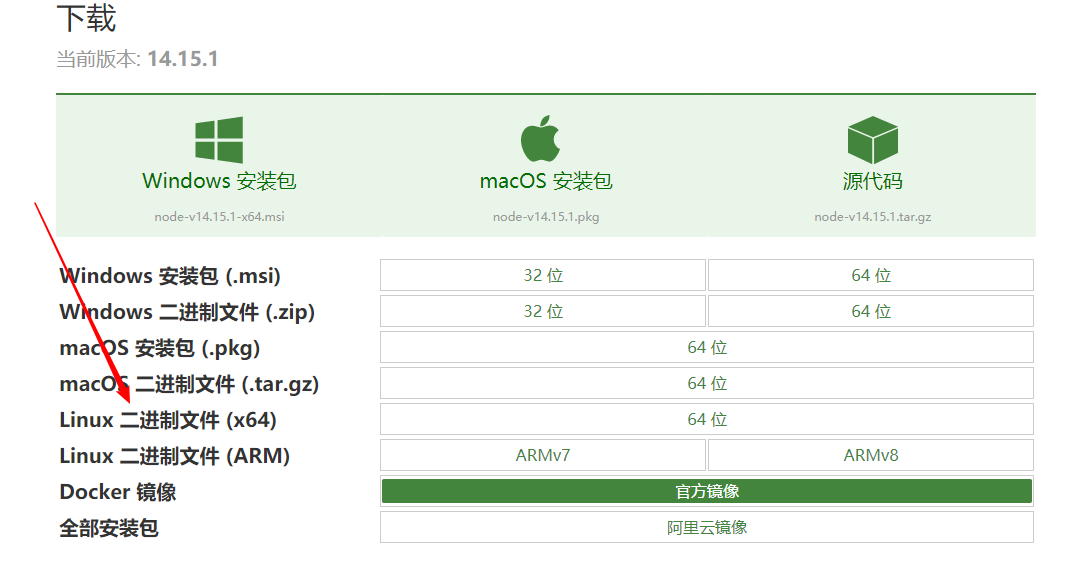 下载
当前版本: 14.15.1
Windows 安装包 macOS 安装包 源代码
node-v14.15.1-x64.msi node-v14.15.1.pkg node-v14.15.1.tar.gz
Windows 安装包 (.msi) 32 位 64 位
Windows 二进制文件 (.zip) 32 位 64 位
macOS 安装包 (.pkg) 64 位
macOS 二进制文件 (.tar.gz) 64 位
Linux 二进制文件 (x64) 64 位
Linux 二进制文件 (ARM) ARMv7 ARMv8
Docker 镜像 官方镜像
全部安装包 阿里云镜像